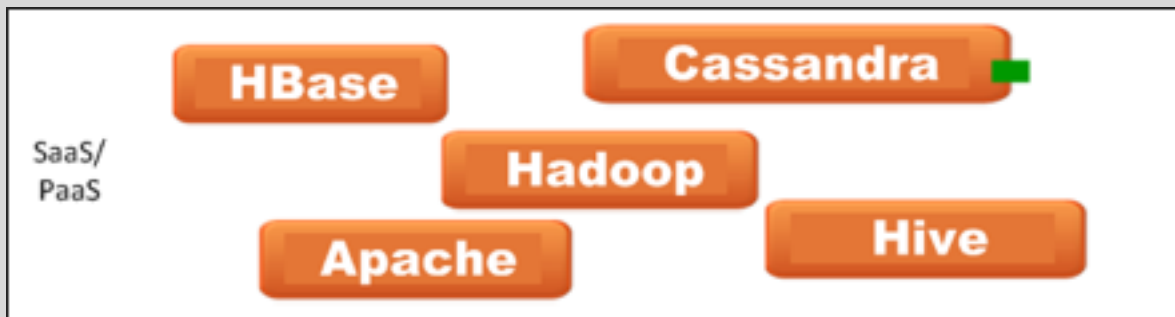 HBase
Cassandra
SaaS/
PaaS
Hadoop
Apache
Hive